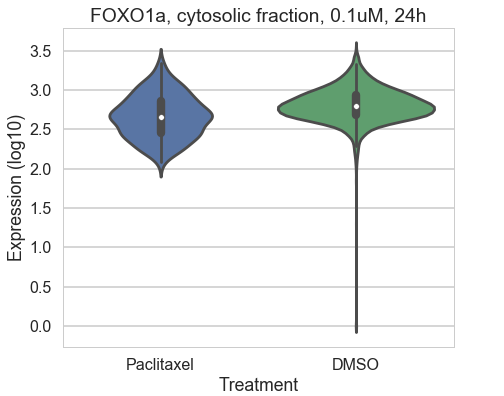 FOXO1a, cytosolic fraction, 0.1uM, 24h
Expression (log10)
3.5
3.0
2.5
2.0
1.5
1.0
0.5
0.0
Paclitaxel
DMSO
Treatment